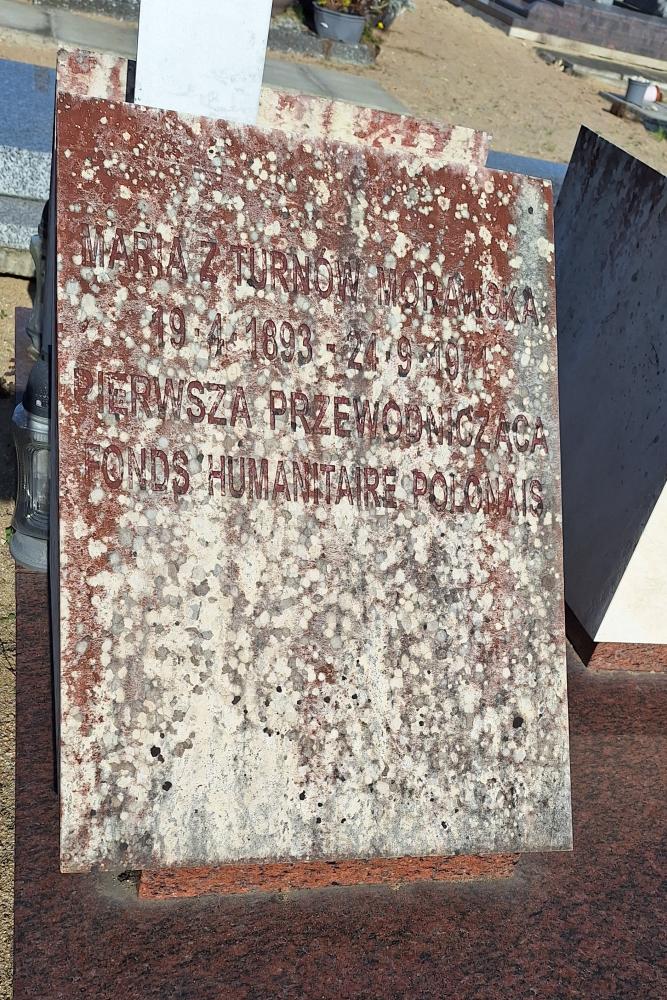 MARIA Z TURNÓW MORAWSKA
19·4·1893 - 24·9·1971
PIERWSZA PRZEWODNICZĄCA
FONDS HUMANITAIRE POLONAIS